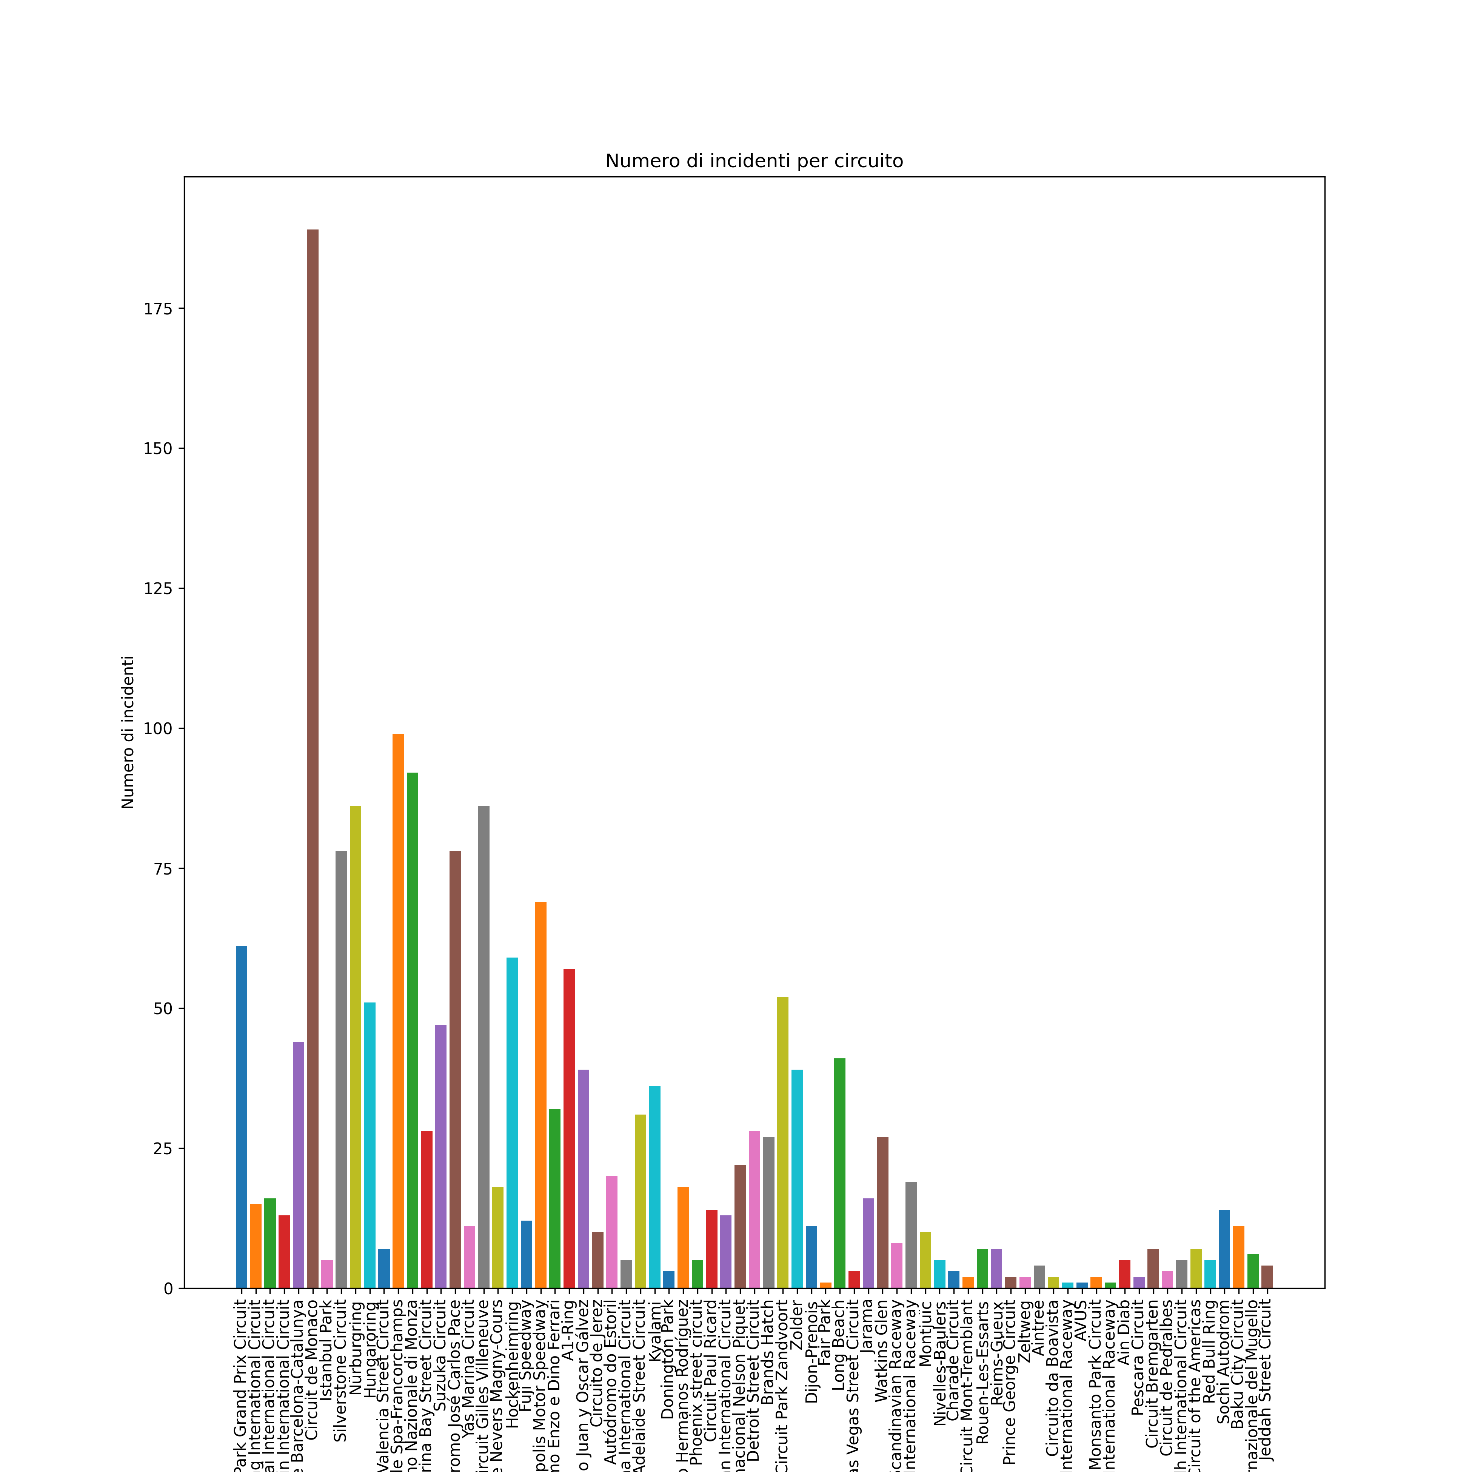 Numero di incidenti per circuito
Numero di incidenti
175
150
125
100
75
50
25
0
Park Grand Prix Circuit
International Circuit
International Circuit
International Circuit
Barcelona-Catalunya
Circuit de Monaco
Istanbul Park
Silverstone Circuit
Nürburgring
Hungaroring
Valencia Street Circuit
Spa-Francorchamps
Nazionale di Monza
Bay Street Circuit
Suzuka Circuit
José Carlos Pace
Yas Marina Circuit
Gilles Villeneuve
Nevers Magny-Cours
Hockenheimring
Fuji Speedway
Motor Speedway
Enzo e Dino Ferrari
A1-Ring
Juan y Oscar Gálvez
Circuito de Jerez
Autódromo do Estoril
International Circuit
Adelaide Street Circuit
Kyalami
Donington Park
Hermanos Rodríguez
Phoenix street circuit
Circuit Paul Ricard
International Circuit
Nelson Piquet
Detroit Street Circuit
Brands Hatch
Circuit Park Zandvoort
Zolder
Dijon-Prenois
Fair Park
Long Beach
Vegas Street Circuit
Jarama
Watkins Glen
Scandinavian Raceway
International Raceway
Montjuïc
Nivelles-Baulers
Charade Circuit
Circuit Mont-Tremblant
Rouen-Les-Essarts
Reims-Gueux
Prince George Circuit
Zeltweg
Aintree
Circuito da Boavista
International Raceway
AVUS
Monsanto Park Circuit
International Raceway
Ain Diab
Pescara Circuit
Circuit Bremgarten
Circuit de Pedralbes
International Circuit
Circuit of the Americas
Red Bull Ring
Sochi Autodrom
Baku City Circuit
del Mugello
Jeddah Street Circuit